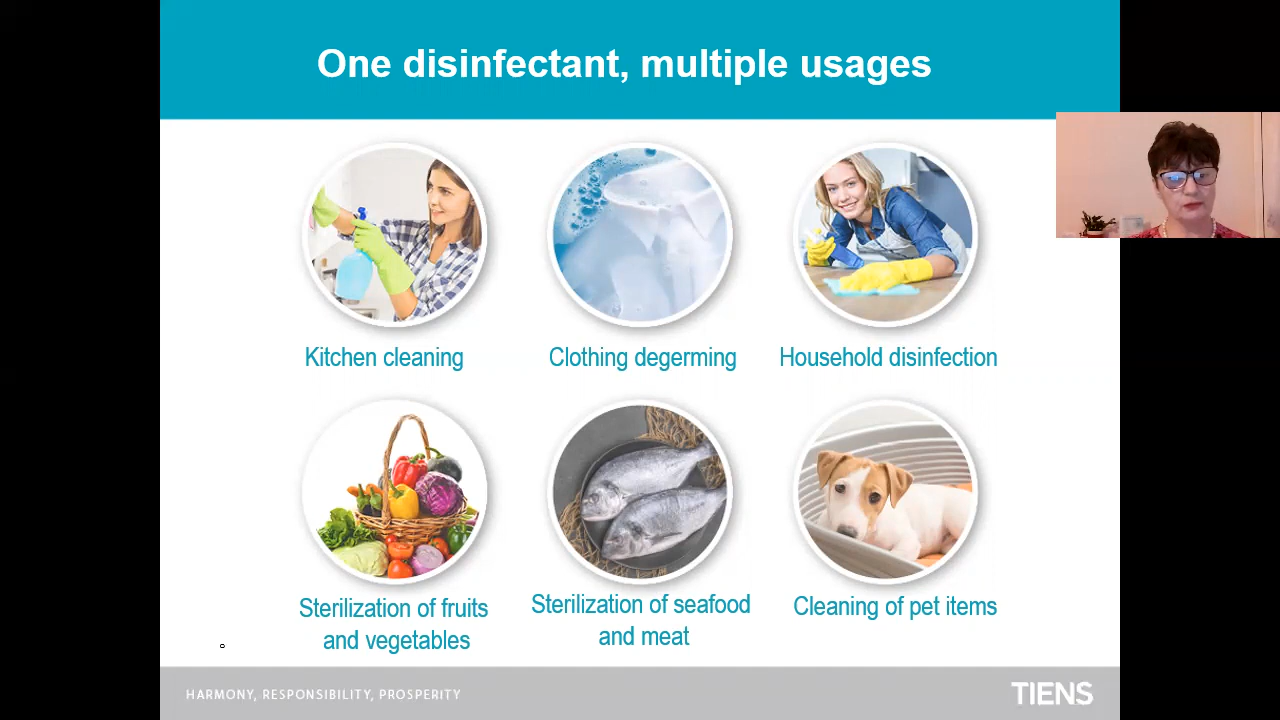 One disinfectant, multiple usages
Kitchen cleaning
Clothing degerming
Household disinfection
Sterilization of fruits
and vegetables
Sterilization of seafood
and meat
Cleaning of pet items
HARMONY, RESPONSIBILITY, PROSPERITY
TIENS